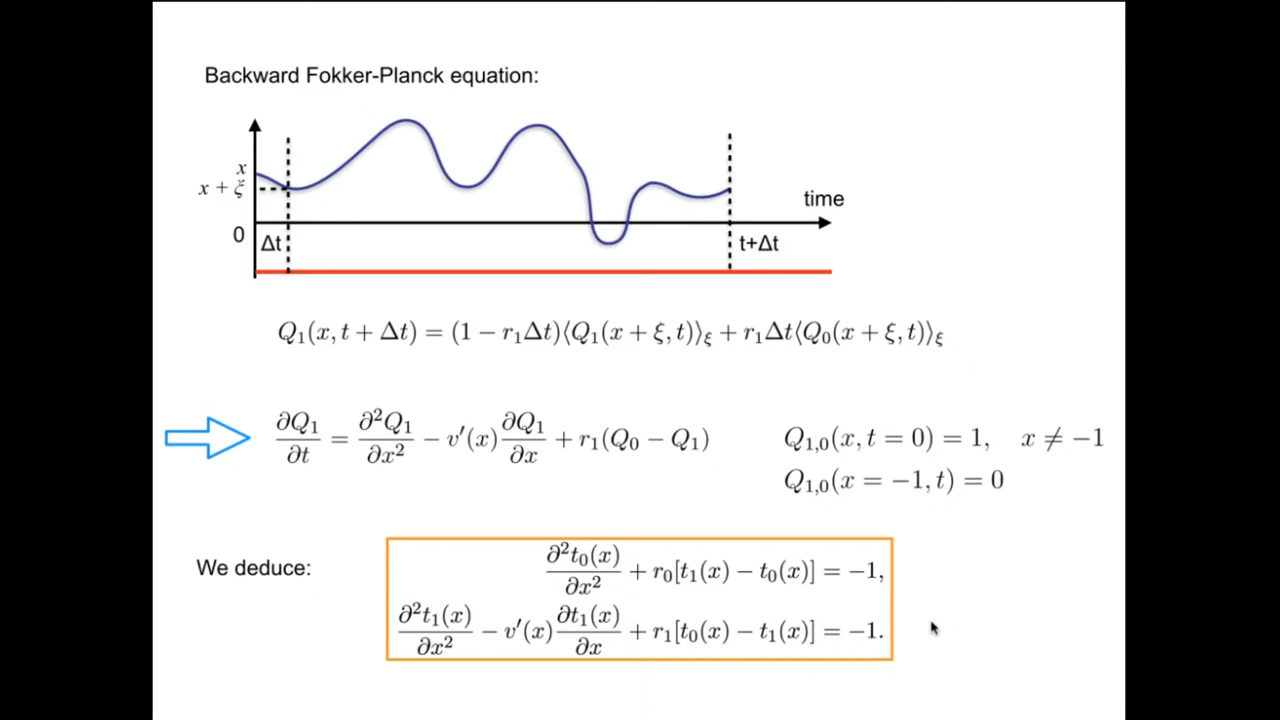 Backward Fokker-Planck equation:
x
x + ξ
time
0
Δt
t+Δt
Q₁(x, t + Δt) = (1 − r₁Δt)⟨Q₁(x + ξ, t)⟩_ξ + r₁Δt⟨Q₀(x + ξ, t)⟩_ξ
∂Q₁/∂t = ∂²Q₁/∂x² − v′(x) ∂Q₁/∂x + r₁(Q₀ − Q₁)
Q₁,₀(x, t = 0) = 1, x ≠ −1
Q₁,₀(x = −1, t) = 0
We deduce:
∂²t₀(x)/∂x² + r₀[t₁(x) − t₀(x)] = −1,
∂²t₁(x)/∂x² − v′(x) ∂t₁(x)/∂x + r₁[t₀(x) − t₁(x)] = −1.